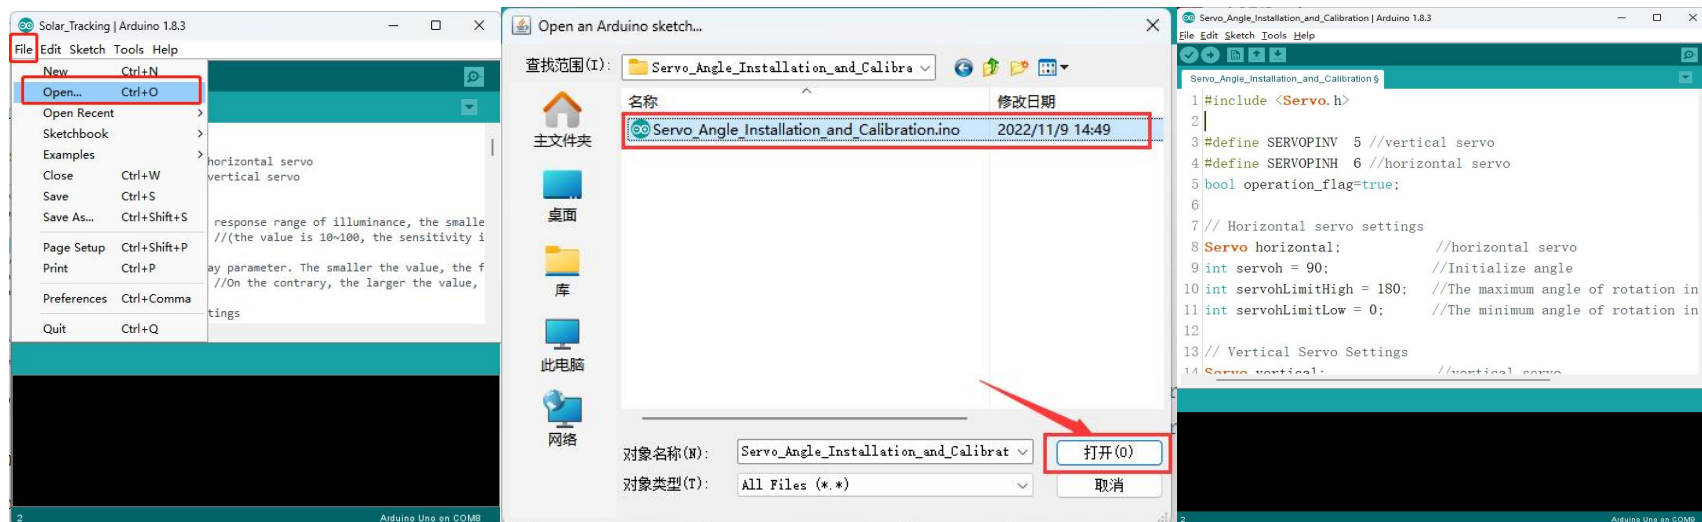 Solar_Tracking | Arduino 1.8.3
File Edit Sketch Tools Help
New Ctrl+N
Open... Ctrl+O
Open Recent
Sketchbook
Examples
Close Ctrl+W
Save Ctrl+S
Save As... Ctrl+Shift+S
Page Setup Ctrl+Shift+P
Print Ctrl+P
Preferences Ctrl+Comma
Quit Ctrl+Q
horizontal servo
vertical servo
response range of illuminance, the smalle
//(the value is 10~100, the sensitivity i
ay parameter. The smaller the value, the f
//On the contrary, the larger the value,
tings
2 Arduino Uno on COM8
Open an Arduino sketch...
查找范围(I): Servo_Angle_Installation_and_Calibra
名称 修改日期
Servo_Angle_Installation_and_Calibration.ino 2022/11/9 14:49
主文件夹
桌面
库
此电脑
网络
对象名称(N): Servo_Angle_Installation_and_Calibrat 打开(O)
对象类型(T): All Files (*.*) 取消
Servo_Angle_Installation_and_Calibration | Arduino 1.8.3
File Edit Sketch Tools Help
Servo_Angle_Installation_and_Calibration §
1 #include <Servo.h>
2
3 #define SERVOPINV 5 //vertical servo
4 #define SERVOPINH 6 //horizontal servo
5 bool operation_flag=true;
6
7 // Horizontal servo settings
8 Servo horizontal; //horizontal servo
9 int servoh = 90; //Initialize angle
10 int servohLimitHigh = 180; //The maximum angle of rotation in
11 int servohLimitLow = 0; //The minimum angle of rotation in
12
13 // Vertical Servo Settings
14 Servo vertical; //vertical servo
2 Arduino Uno on COM9